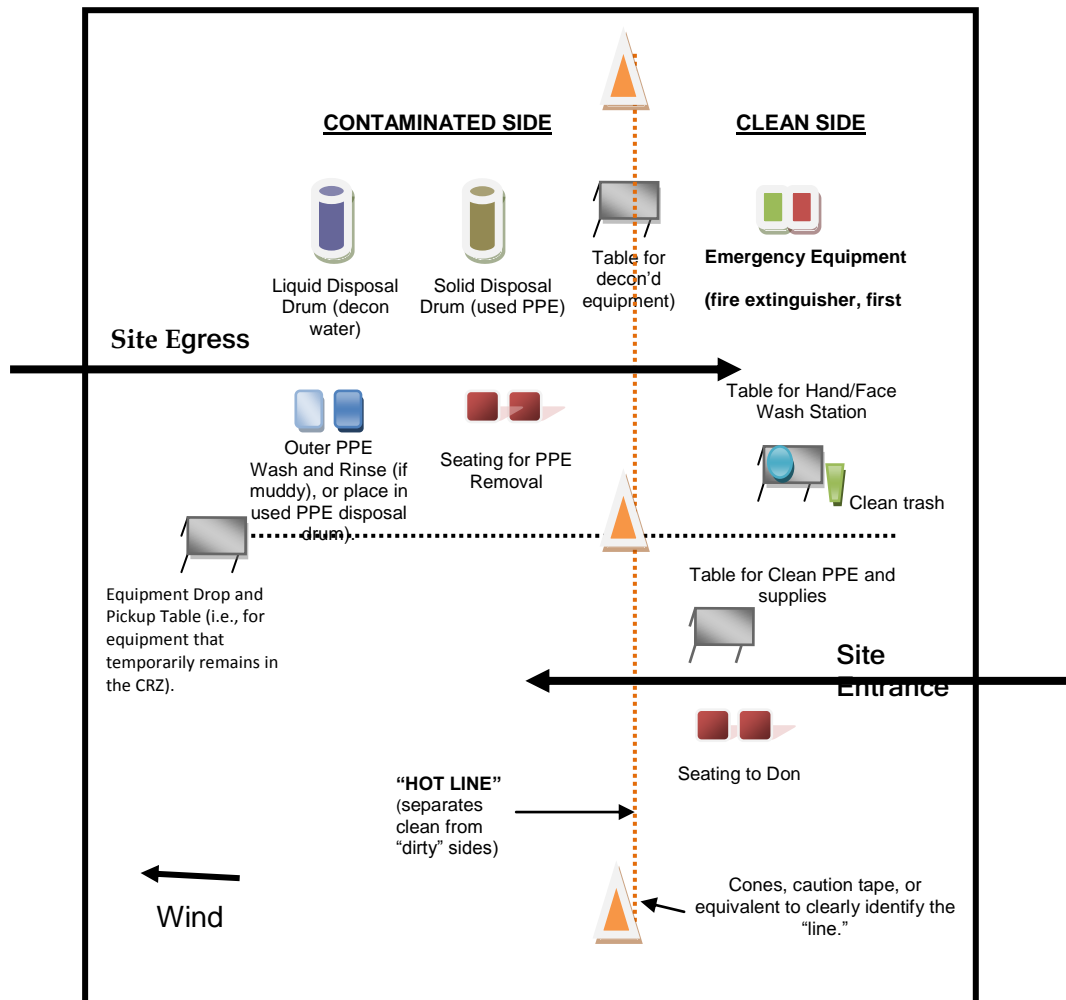 CONTAMINATED SIDE
CLEAN SIDE
Liquid Disposal
Drum (decon
water)
Solid Disposal
Drum (used PPE)
Table for
decon’d
equipment)
Emergency Equipment
(fire extinguisher, first
Site Egress
Table for Hand/Face
Wash Station
Outer PPE
Wash and Rinse (if
muddy), or place in
used PPE disposal
drum).
Seating for PPE
Removal
Clean trash
Equipment Drop and
Pickup Table (i.e., for
equipment that
temporarily remains in
the CRZ).
Table for Clean PPE and
supplies
Site
Entrance
Seating to Don
“HOT LINE”
(separates
clean from
“dirty” sides)
Wind
Cones, caution tape, or
equivalent to clearly identify the
“line.”